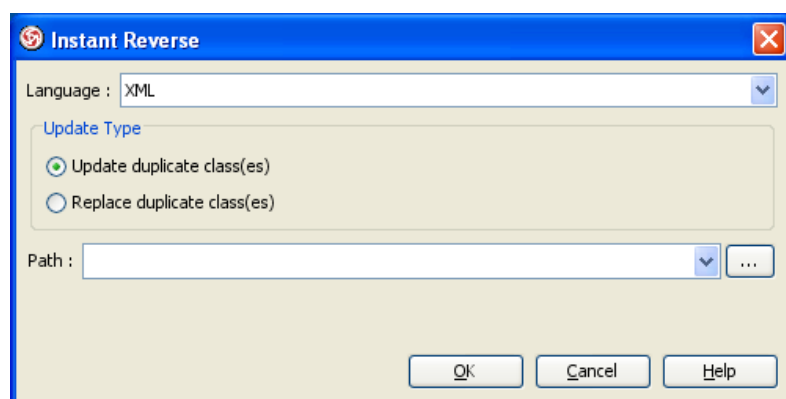 Instant Reverse
Language : XML
Update Type
Update duplicate class(es)
Replace duplicate class(es)
Path : ...
OK Cancel Help